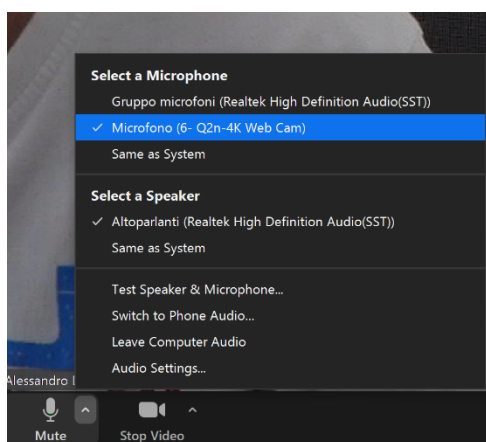 Select a Microphone
Gruppo microfoni (Realtek High Definition Audio(SST))
Microfono (6- Q2n-4K Web Cam)
Same as System
Select a Speaker
Altoparlanti (Realtek High Definition Audio(SST))
Same as System
Test Speaker & Microphone...
Switch to Phone Audio...
Leave Computer Audio
Audio Settings...
Alessandro
Mute Stop Video